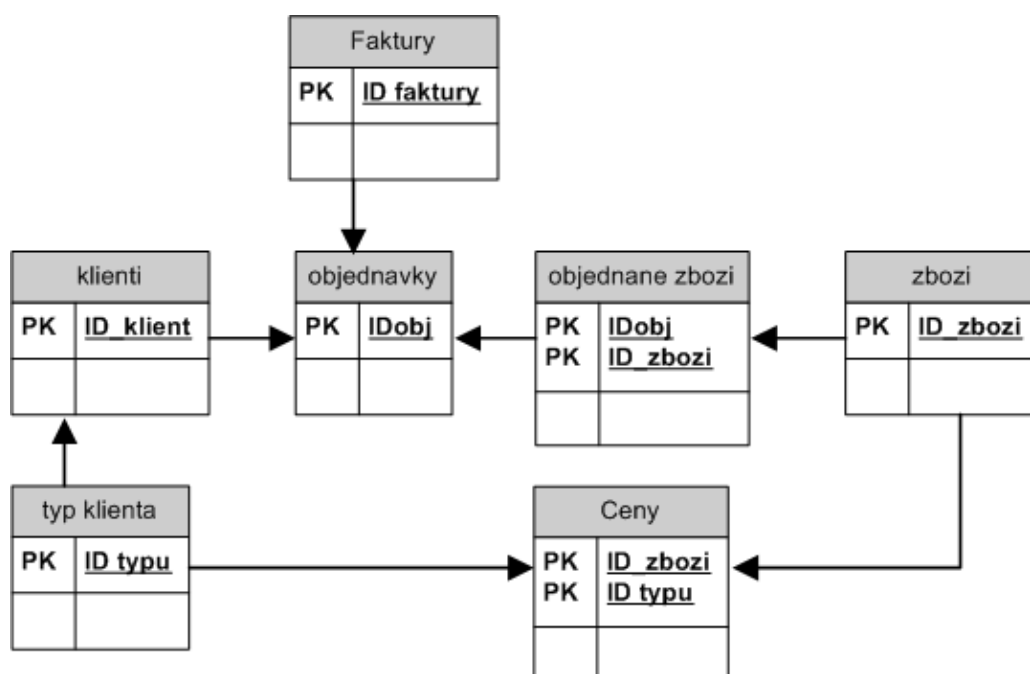 Faktury
PK ID faktury
klienti
PK ID_klient
objednavky
PK IDobj
objednane zbozi
PK IDobj
PK ID_zbozi
zbozi
PK ID_zbozi
typ klienta
PK ID typu
Ceny
PK ID_zbozi
PK ID typu